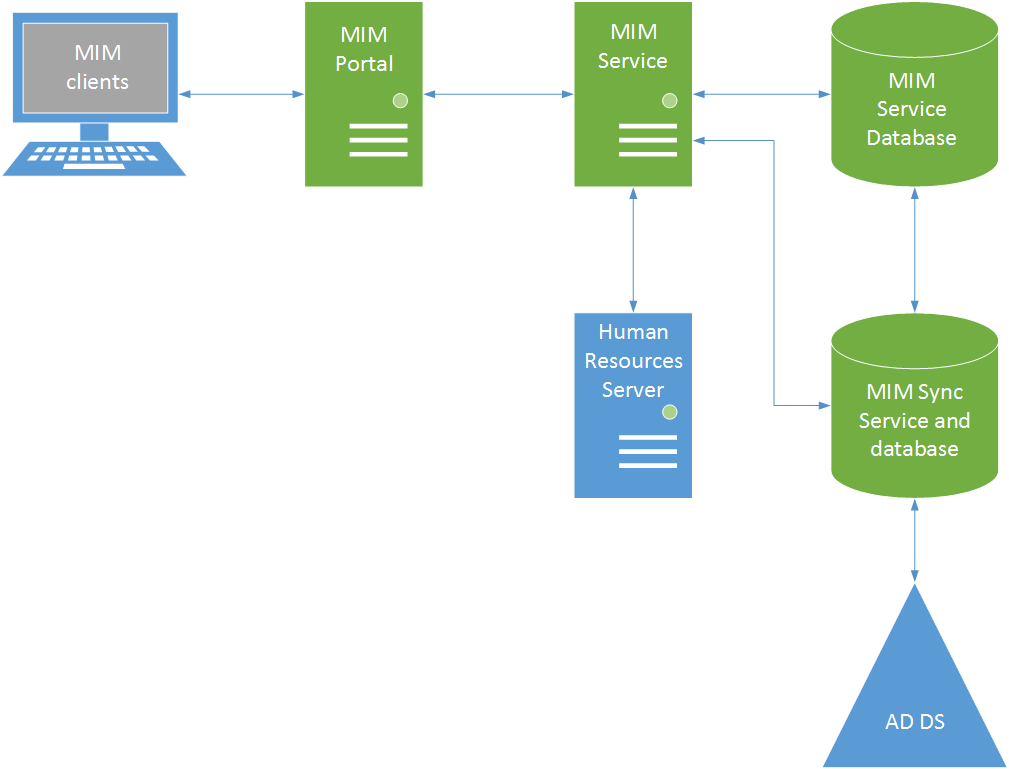 MIM
clients
MIM
Portal
MIM
Service
MIM
Service
Database
Human
Resources
Server
MIM Sync
Service and
database
AD DS